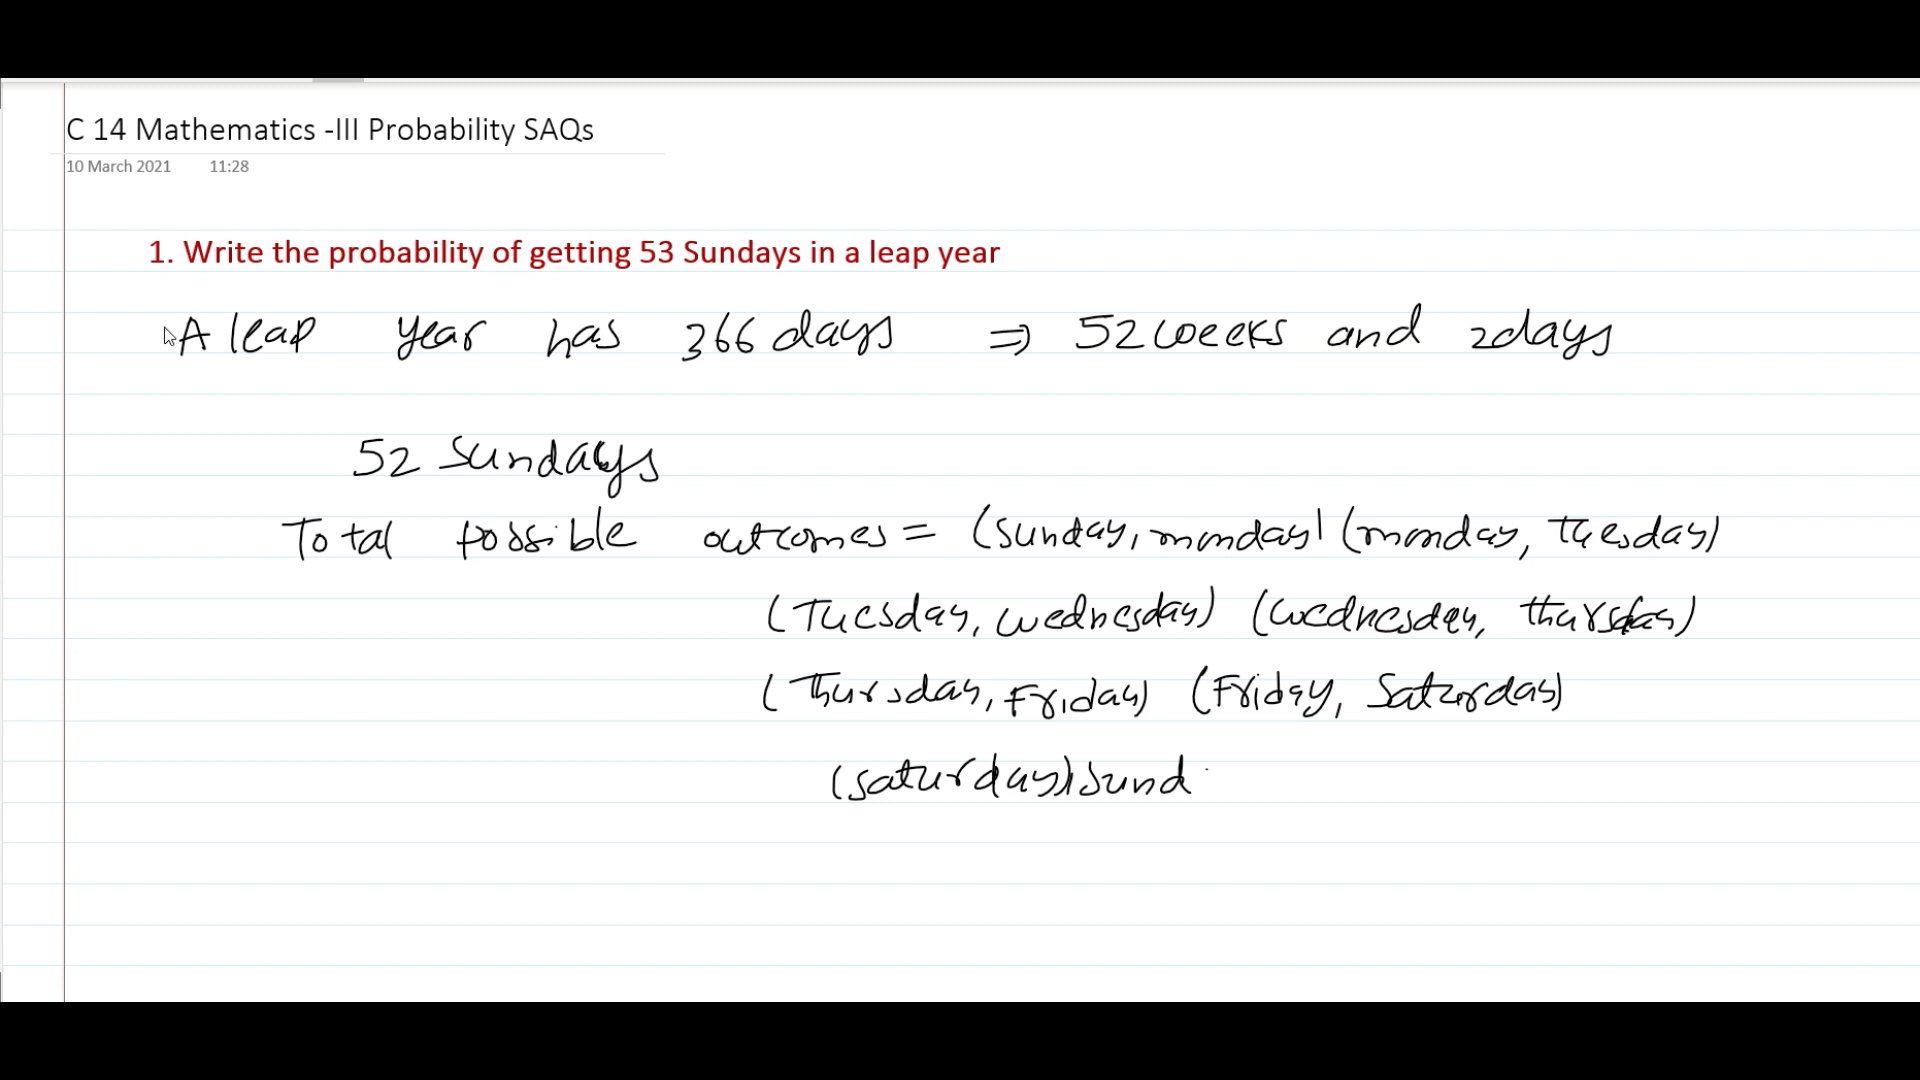 C 14 Mathematics -III Probability SAQs
10 March 2021 11:28
1. Write the probability of getting 53 Sundays in a leap year
A leap year has 366 days ⇒ 52 weeks and 2days
52 Sundays
Total possible outcomes = (Sunday, monday) (monday, Tuesday)
(Tuesday, wednesday) (wednesday, thursday)
(Thursday, Friday) (Friday, Saturday)
(saturday) sund